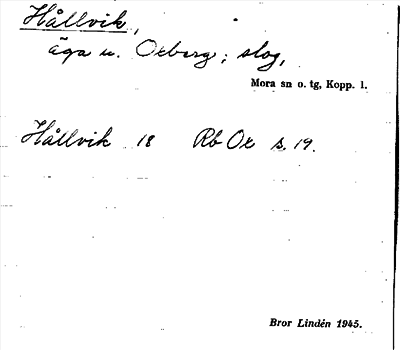 Hållvik,
äga u. Oxberg; slog,
Mora sn o. tg, Kopp. l.
Hållvik 18 Rb Ox s. 19.
Bror Lindén 1945.